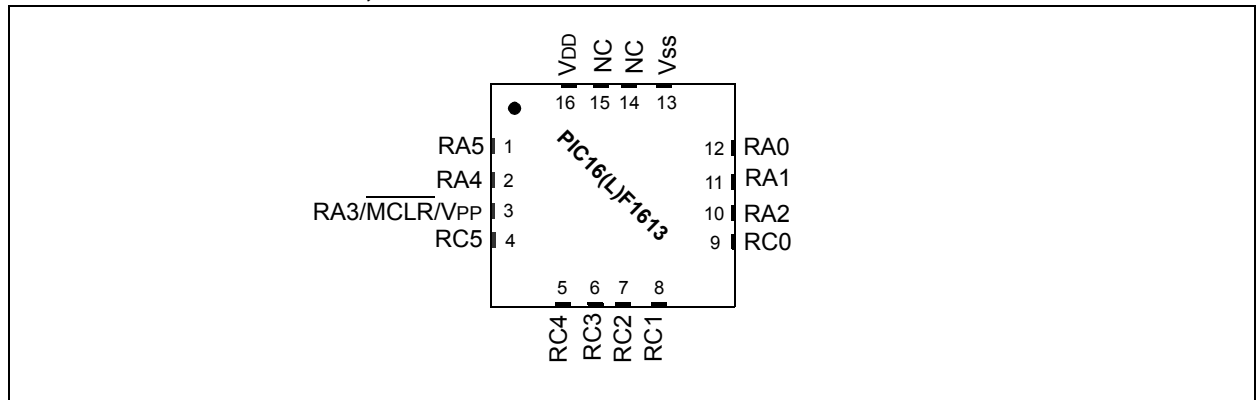 VDD
NC
NC
Vss
16 15 14 13
PIC16(L)F1613
RA5 1
RA4 2
RA3/MCLR/VPP 3
RC5 4
12 RA0
11 RA1
10 RA2
9 RC0
5 6 7 8
RC4
RC3
RC2
RC1